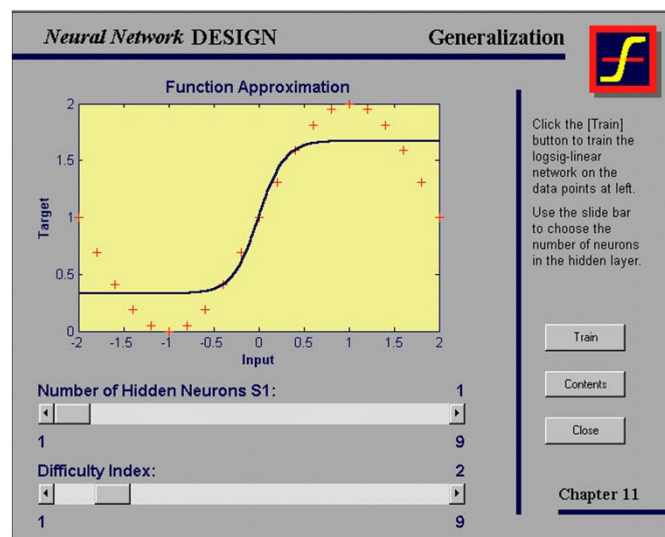 Neural Network DESIGN
Generalization
Function Approximation
2
1.5
1
0.5
0
Target
-2 -1.5 -1 -0.5 0 0.5 1 1.5 2
Input
Click the [Train]
button to train the
logsig-linear
network on the
data points at left.
Use the slide bar
to choose the
number of neurons
in the hidden layer.
Train
Contents
Close
Number of Hidden Neurons S1: 1
1 9
Difficulty Index: 2
1 9
Chapter 11